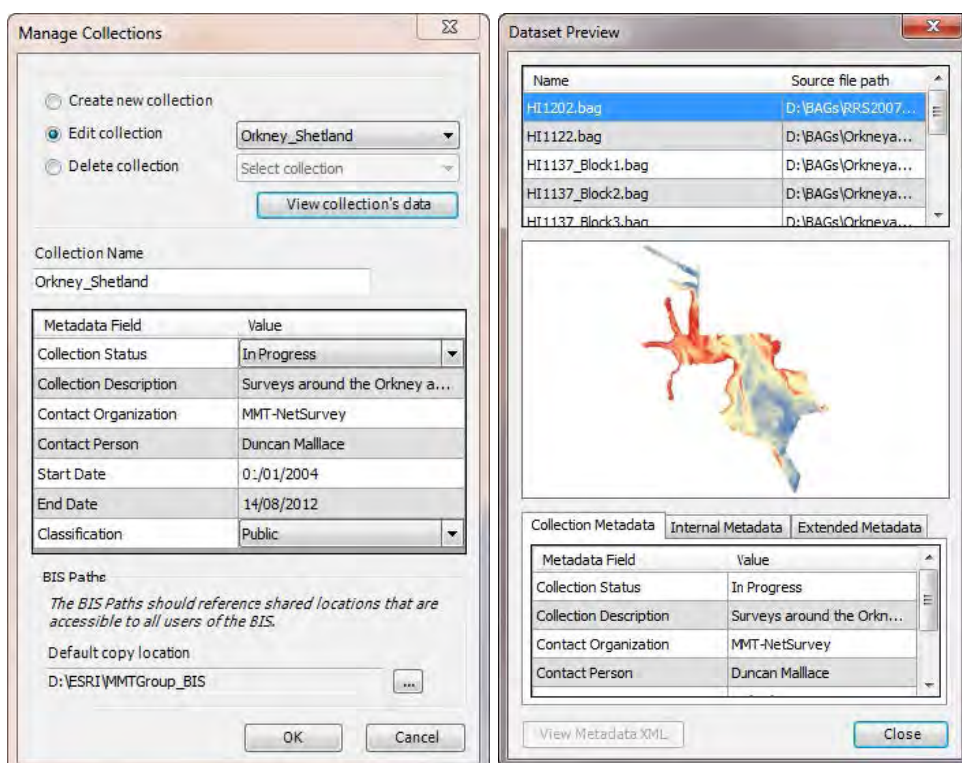 Manage Collections
Create new collection
Edit collection
Orkney_Shetland
Delete collection
Select collection
View collection's data
Collection Name
Orkney_Shetland
Metadata Field Value
Collection Status In Progress
Collection Description Surveys around the Orkney a...
Contact Organization MMT-NetSurvey
Contact Person Duncan Malllace
Start Date 01/01/2004
End Date 14/08/2012
Classification Public
BIS Paths
The BIS Paths should reference shared locations that are
accessible to all users of the BIS.
Default copy location
D:\ESRI\MMTGroup_BIS
...
OK Cancel
Dataset Preview
Name Source file path
HI1202.bag D:\BAGs\RRS2007...
HI1122.bag D:\BAGs\Orkneya...
HI1137_Block1.bag D:\BAGs\Orkneya...
HI1137_Block2.bag D:\BAGs\Orkneya...
HI1137_Block3.bag D:\BAGs\Orkneya...
Collection Metadata Internal Metadata Extended Metadata
Metadata Field Value
Collection Status In Progress
Collection Description Surveys around the Orkn...
Contact Organization MMT-NetSurvey
Contact Person Duncan Malllace
View Metadata XML Close